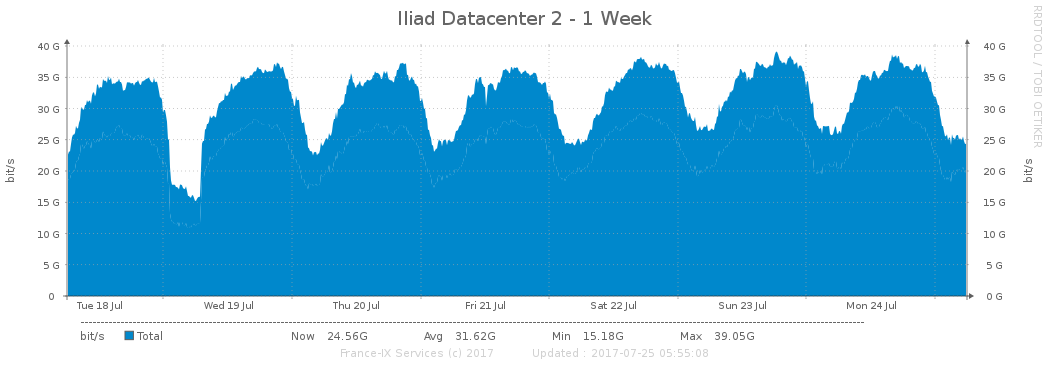 Iliad Datacenter 2 - 1 Week
RRDTOOL / TOBI OETIKER
40 G 40 G
35 G 35 G
30 G 30 G
25 G 25 G
20 G 20 G
15 G 15 G
10 G 10 G
5 G 5 G
0 0 G
bit/s bit/s
Tue 18 Jul Wed 19 Jul Thu 20 Jul Fri 21 Jul Sat 22 Jul Sun 23 Jul Mon 24 Jul
bit/s Total Now 24.56G Avg 31.62G Min 15.18G Max 39.05G
France-IX Services (c) 2017 Updated : 2017-07-25 05:55:08